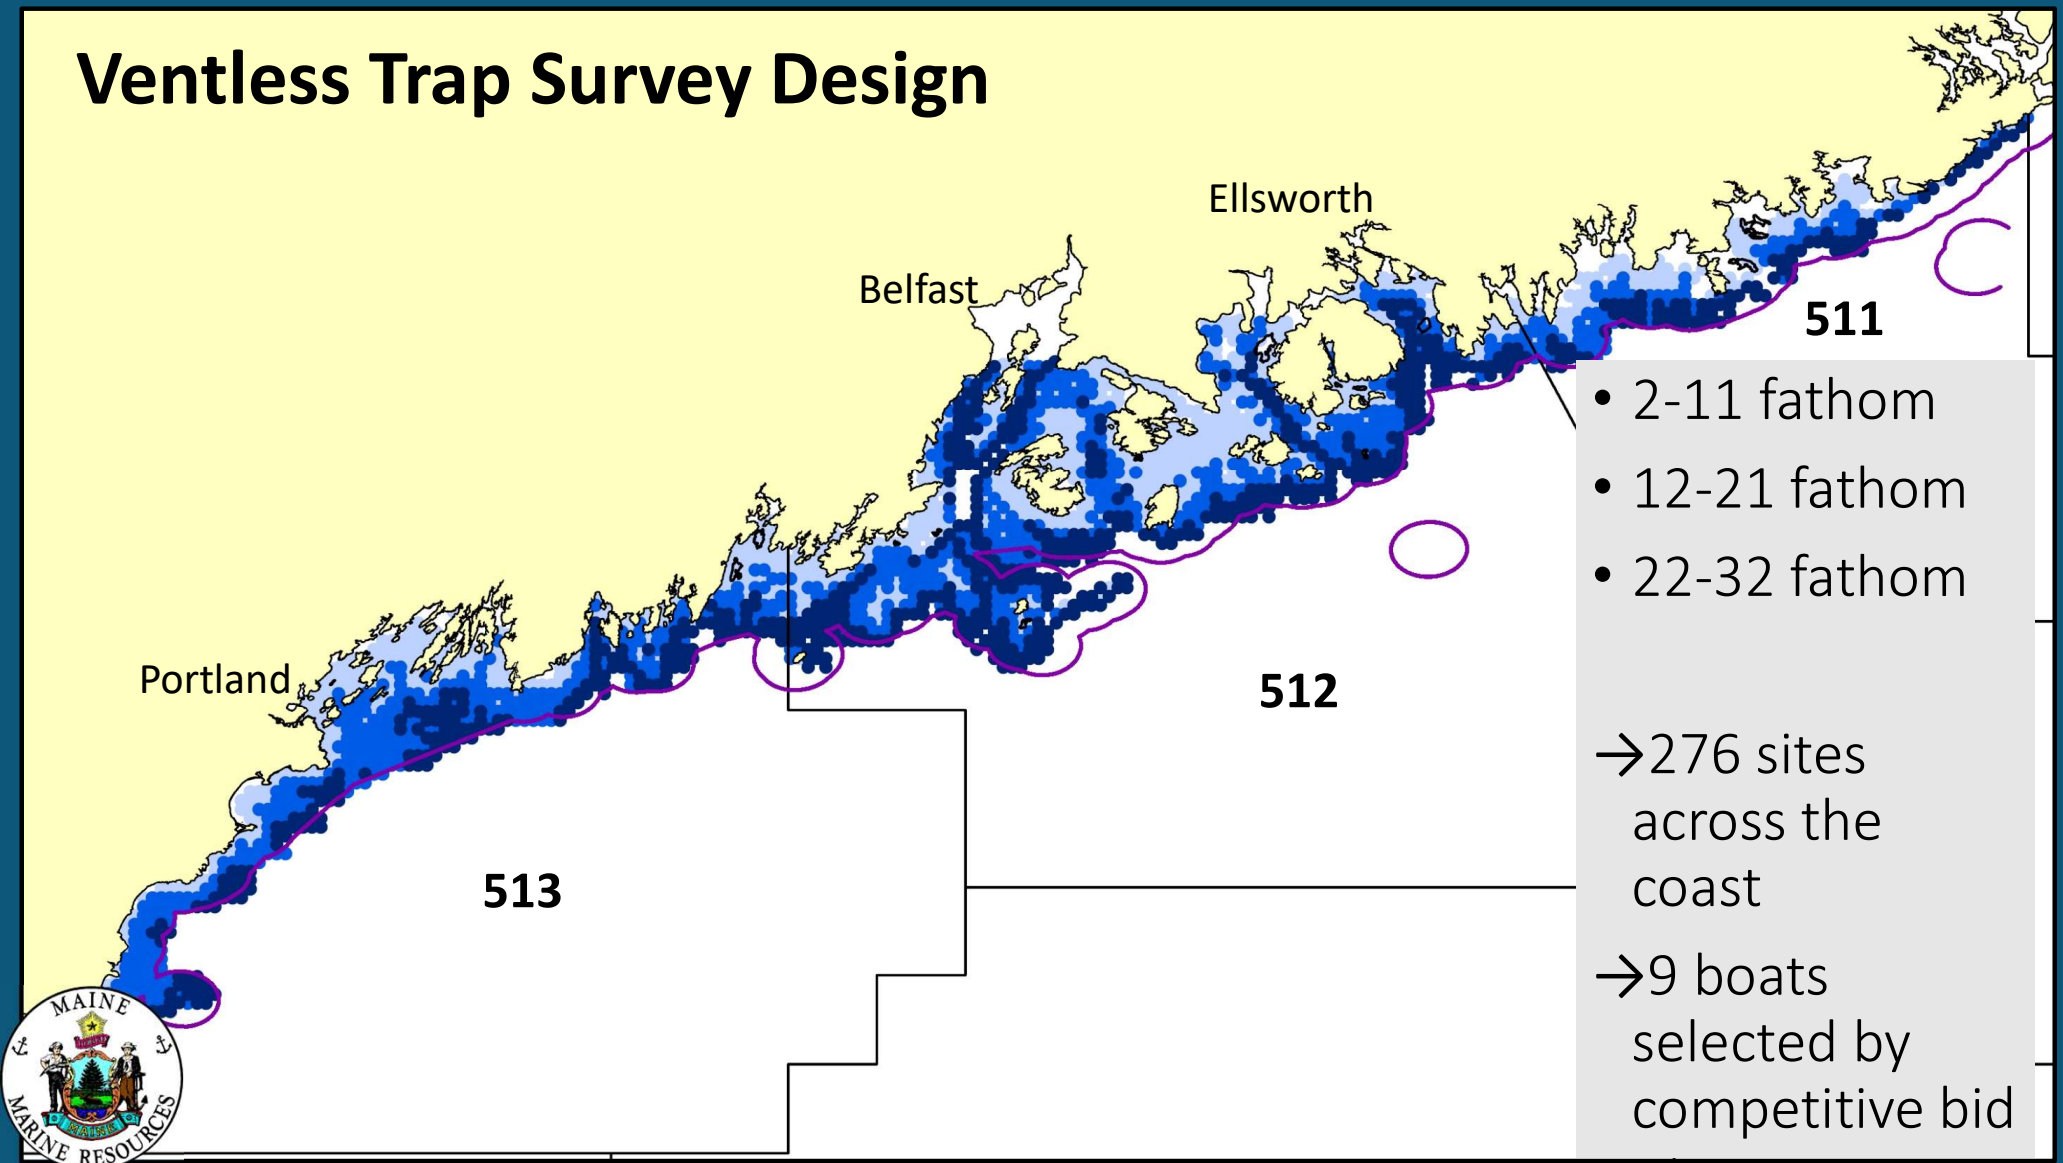 Ventless Trap Survey Design
Ellsworth
Belfast
511
• 2-11 fathom
• 12-21 fathom
• 22-32 fathom
Portland
512
→276 sites
across the
coast
513
→9 boats
selected by
competitive bid
MAINE
MARINE RESOURCES
MAINE